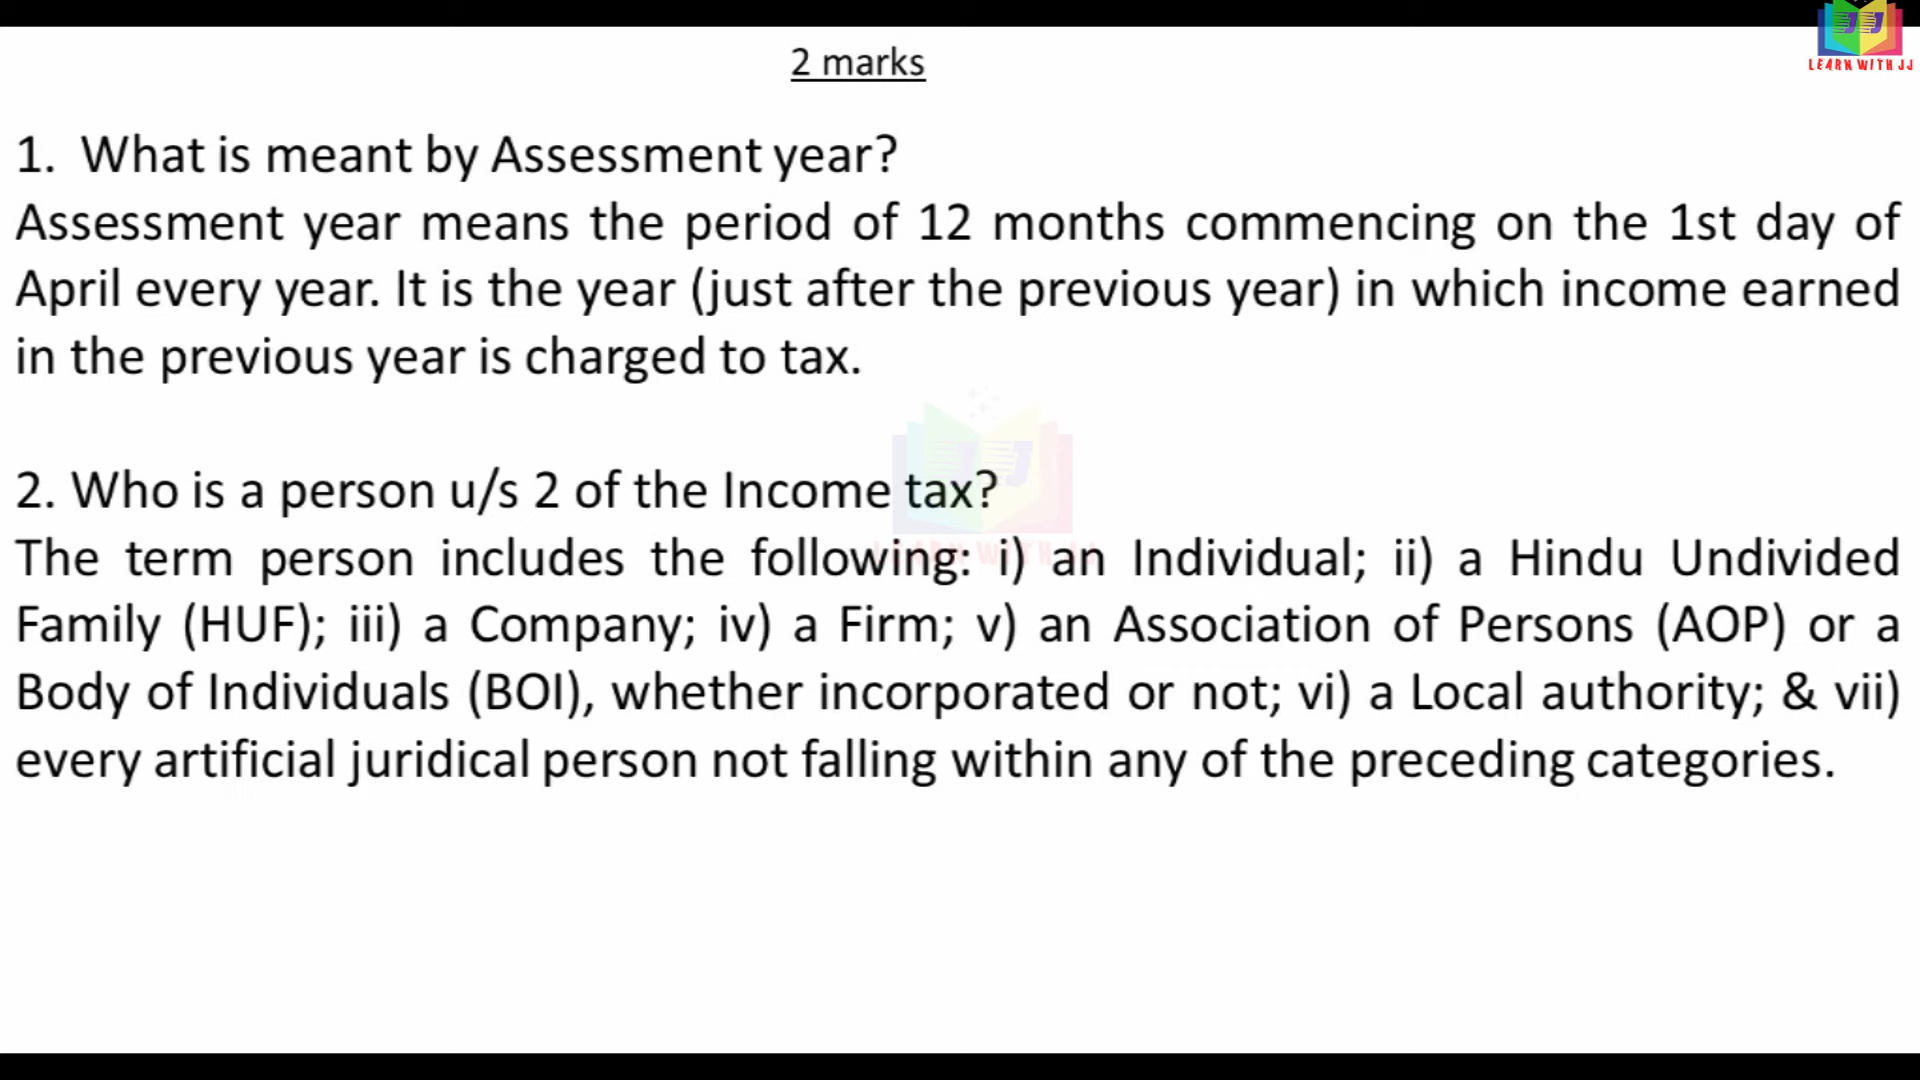 LEARN WITH JJ
2 marks
1. What is meant by Assessment year?
Assessment year means the period of 12 months commencing on the 1st day of
April every year. It is the year (just after the previous year) in which income earned
in the previous year is charged to tax.
2. Who is a person u/s 2 of the Income tax?
The term person includes the following: i) an Individual; ii) a Hindu Undivided
Family (HUF); iii) a Company; iv) a Firm; v) an Association of Persons (AOP) or a
Body of Individuals (BOI), whether incorporated or not; vi) a Local authority; & vii)
every artificial juridical person not falling within any of the preceding categories.
LEARN WITH JJ